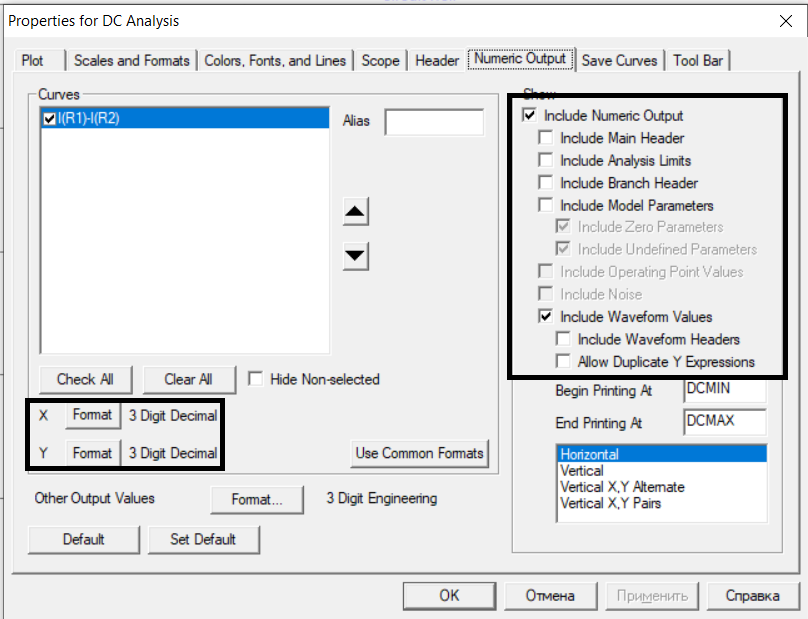 Properties for DC Analysis
Plot Scales and Formats Colors, Fonts, and Lines Scope Header Numeric Output Save Curves Tool Bar
Curves
I(R1)-I(R2)
Alias
Check All Clear All Hide Non-selected
X Format 3 Digit Decimal
Y Format 3 Digit Decimal
Use Common Formats
Other Output Values Format... 3 Digit Engineering
Default Set Default
Show
Include Numeric Output
Include Main Header
Include Analysis Limits
Include Branch Header
Include Model Parameters
Include Zero Parameters
Include Undefined Parameters
Include Operating Point Values
Include Noise
Include Waveform Values
Include Waveform Headers
Allow Duplicate Y Expressions
Begin Printing At DCMIN
End Printing At DCMAX
Horizontal
Vertical
Vertical X,Y Alternate
Vertical X,Y Pairs
OK Отмена Применить Справка